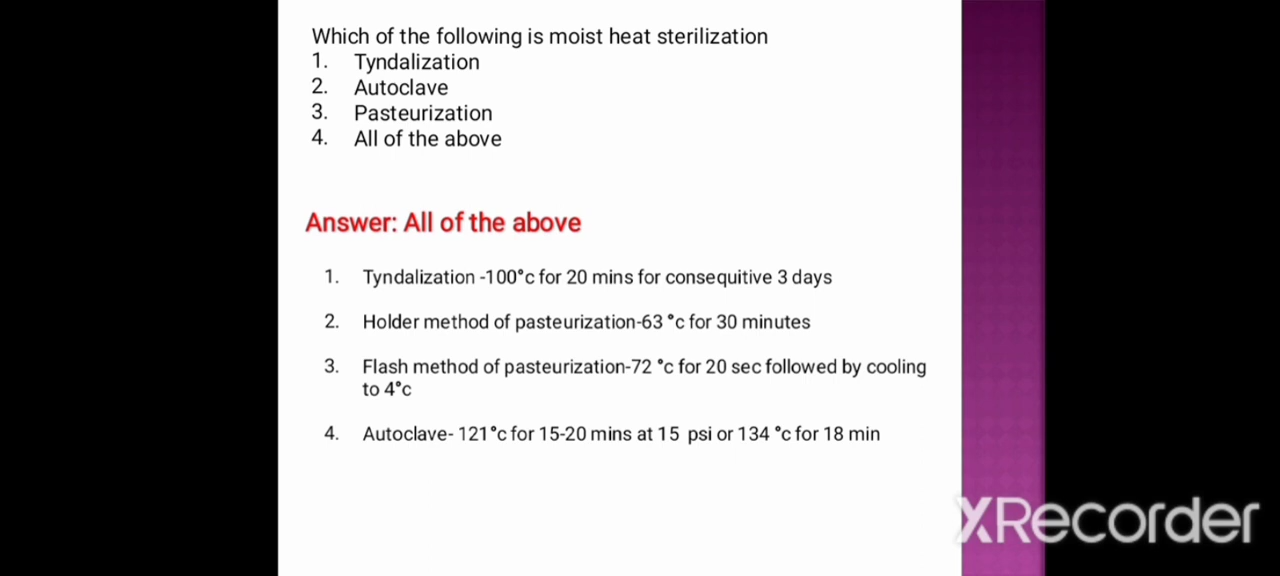 Which of the following is moist heat sterilization
1. Tyndalization
2. Autoclave
3. Pasteurization
4. All of the above
Answer: All of the above
1. Tyndalization -100°c for 20 mins for consequitive 3 days
2. Holder method of pasteurization-63 °c for 30 minutes
3. Flash method of pasteurization-72 °c for 20 sec followed by cooling
to 4°c
4. Autoclave- 121°c for 15-20 mins at 15 psi or 134 °c for 18 min
XRecorder